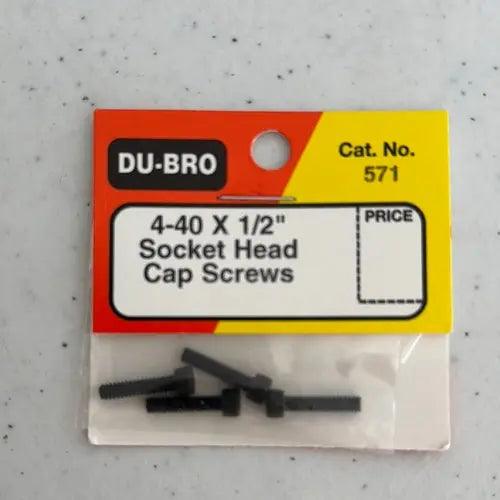 DU-BRO
Cat. No.
571
4-40 X 1/2"
Socket Head
Cap Screws
PRICE